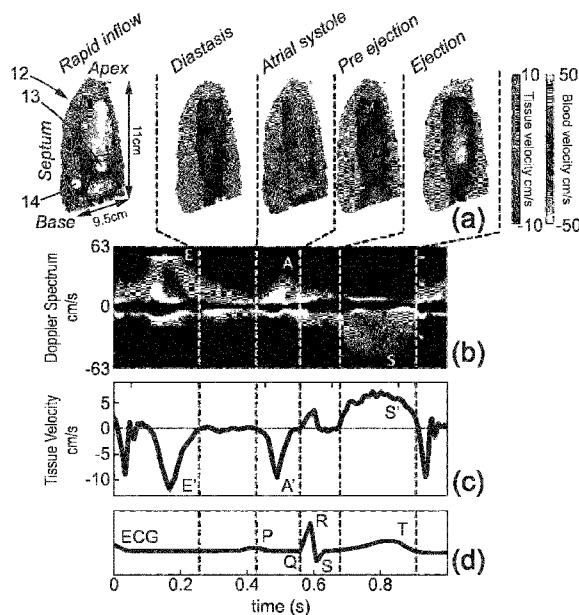 Rapid inflow
Diastasis
Atrial systole
Pre ejection
Ejection
12
13
14
Apex
Septum
Base
11cm
9.5cm
10
-10
Tissue velocity cm/s
50
-50
Blood velocity cm/s
(a)
63
0
-63
Doppler Spectrum
cm/s
E
A
S
(b)
5
0
-5
-10
Tissue Velocity
cm/s
E'
A'
S'
(c)
ECG
P
Q
R
S
T
(d)
0 0.2 0.4 0.6 0.8
time (s)